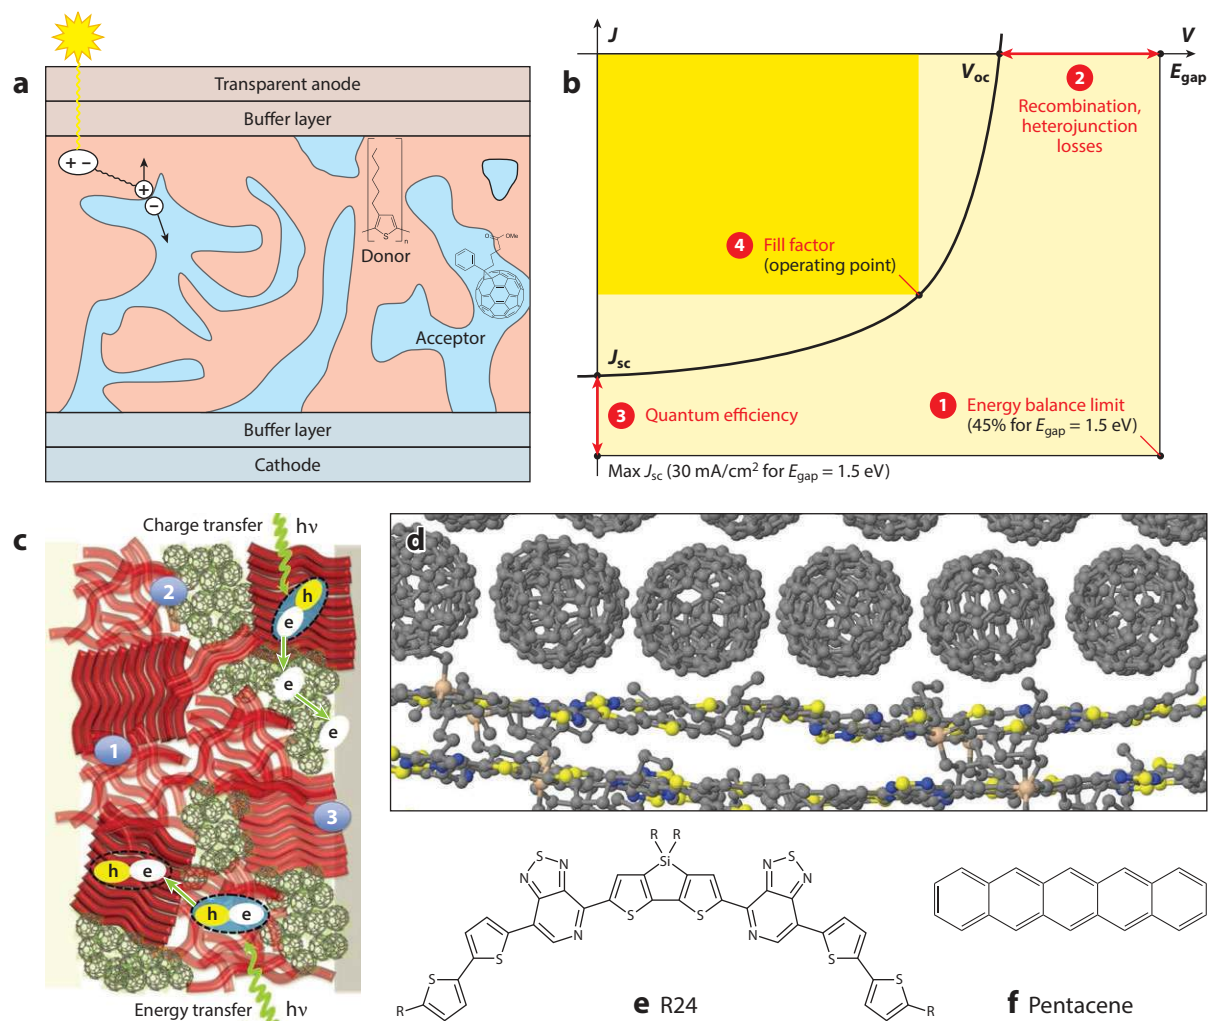 a
Transparent anode
Buffer layer
+ −
+
−
n
S
Donor
O
OMe
Acceptor
Buffer layer
Cathode
b
J
V
Voc
Egap
2
Recombination,
heterojunction
losses
4
Fill factor
(operating point)
Jsc
3
Quantum efficiency
1
Energy balance limit
(45% for Egap = 1.5 eV)
Max Jsc (30 mA/cm² for Egap = 1.5 eV)
c
Charge transfer
hν
2
h
e
e
e
1
3
h
e
h
e
Energy transfer
hν
d
R
R
Si
S
N
N
S
N
N
S
S
N
N
S
S
S
S
R
R
e R24
f Pentacene